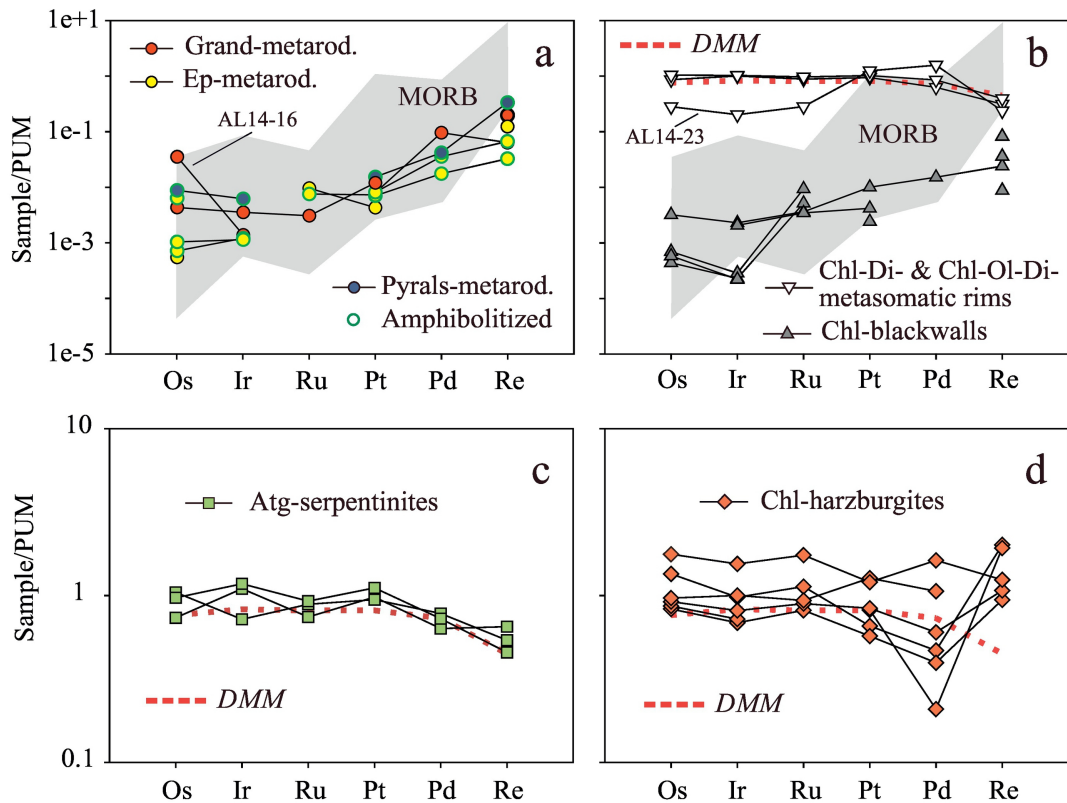 1e+1
1e-1
1e-3
1e-5
Sample/PUM
a
Grand-metarod.
Ep-metarod.
AL14-16
MORB
Pyrals-metarod.
Amphibolitized
Os Ir Ru Pt Pd Re
b
DMM
AL14-23
MORB
Chl-Di- & Chl-Ol-Di-
metasomatic rims
Chl-blackwalls
Os Ir Ru Pt Pd Re
10
1
0.1
Sample/PUM
c
Atg-serpentinites
DMM
Os Ir Ru Pt Pd Re
d
Chl-harzburgites
DMM
Os Ir Ru Pt Pd Re